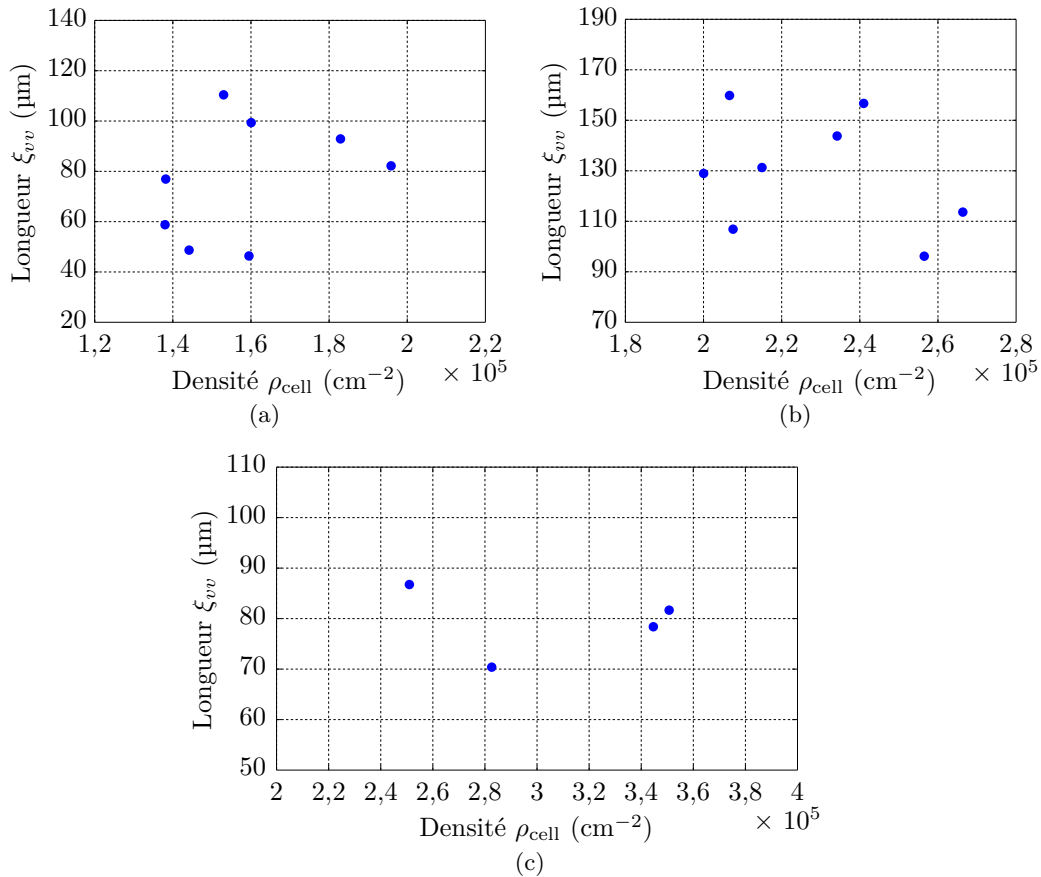 140
120
100
80
60
40
20
Longueur ξvv (µm)
1,2 1,4 1,6 1,8 2 2,2
Densité ρcell (cm−2)
× 10^5
(a)
190
170
150
130
110
90
70
Longueur ξvv (µm)
1,8 2 2,2 2,4 2,6 2,8
Densité ρcell (cm−2)
× 10^5
(b)
110
100
90
80
70
60
50
Longueur ξvv (µm)
2 2,2 2,4 2,6 2,8 3 3,2 3,4 3,6 3,8 4
Densité ρcell (cm−2)
× 10^5
(c)